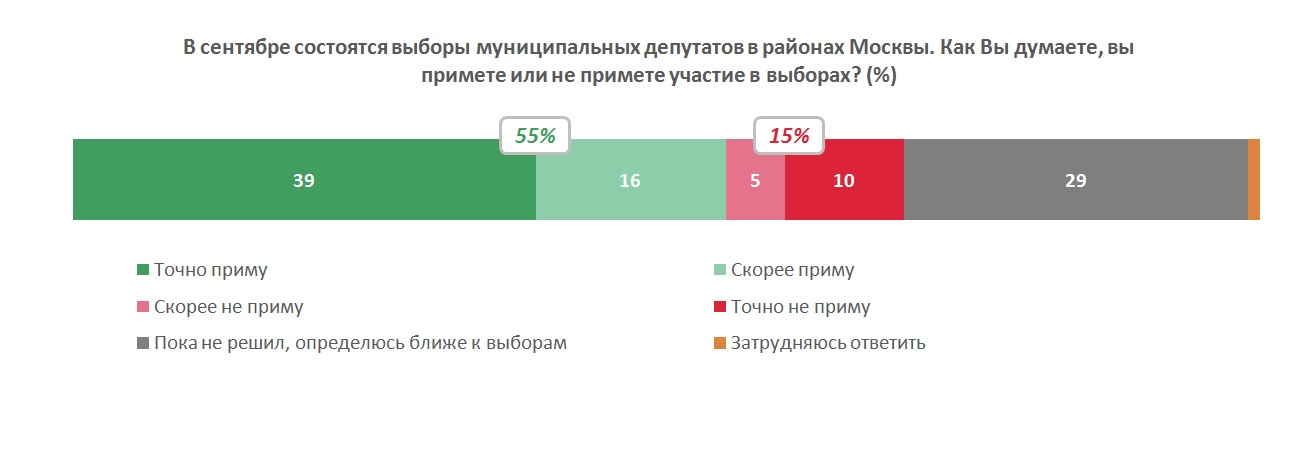 В сентябре состоятся выборы муниципальных депутатов в районах Москвы. Как Вы думаете, вы
примете или не примете участие в выборах? (%)
55%
15%
39
16
5
10
29
Точно приму
Скорее приму
Скорее не приму
Точно не приму
Пока не решил, определюсь ближе к выборам
Затрудняюсь ответить